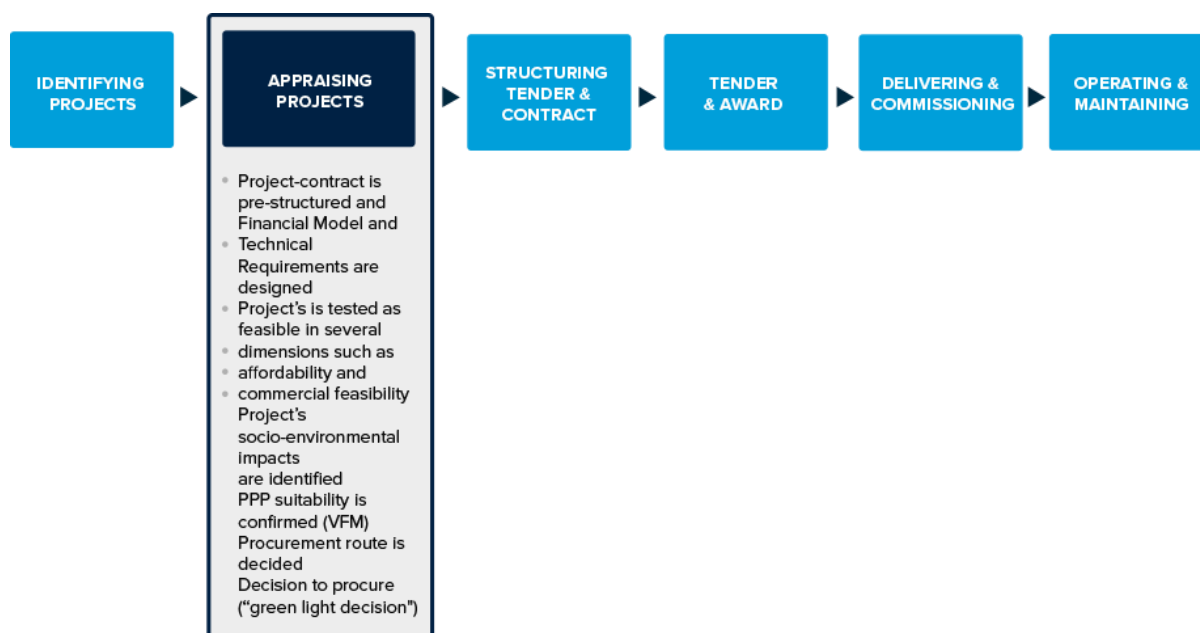 IDENTIFYING
PROJECTS
APPRAISING
PROJECTS
STRUCTURING
TENDER &
CONTRACT
TENDER
& AWARD
DELIVERING &
COMMISSIONING
OPERATING &
MAINTAINING
• Project-contract is
pre-structured and
Financial Model and
• Technical
Requirements are
designed
• Project’s is tested as
feasible in several
• dimensions such as
• affordability and
• commercial feasibility
Project’s
socio-environmental
impacts
are identified
PPP suitability is
confirmed (VFM)
Procurement route is
decided
Decision to procure
(“green light decision")